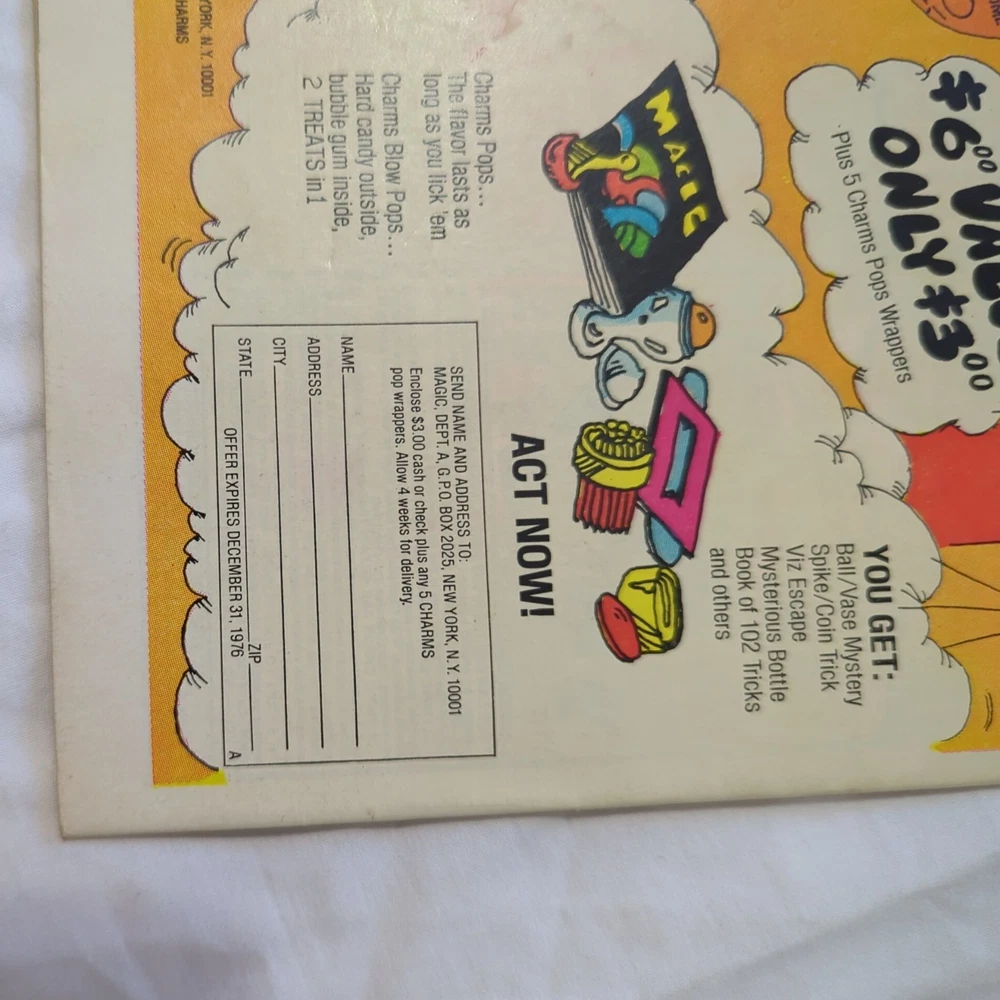 $6.00 VALUE
ONLY $3.00
Plus 5 Charms Pops Wrappers
YOU GET:
Ball/Vase Mystery
Spike/Coin Trick
Viz Escape
Mysterious Bottle
Book of 102 Tricks
and others
MAGIC
ACT NOW!
Charms Pops...
The flavor lasts as
long as you lick 'em
Charms Blow Pops...
Hard candy outside,
bubble gum inside,
2 TREATS in 1
SEND NAME AND ADDRESS TO:
MAGIC, DEPT. A, G.P.O. BOX 2025, NEW YORK, N.Y. 10001
Enclose $3.00 cash or check plus any 5 CHARMS
pop wrappers. Allow 4 weeks for delivery.
NAME
ADDRESS
CITY
STATE ZIP
OFFER EXPIRES DECEMBER 31, 1976 A
YORK, N.Y. 10001
HARMS